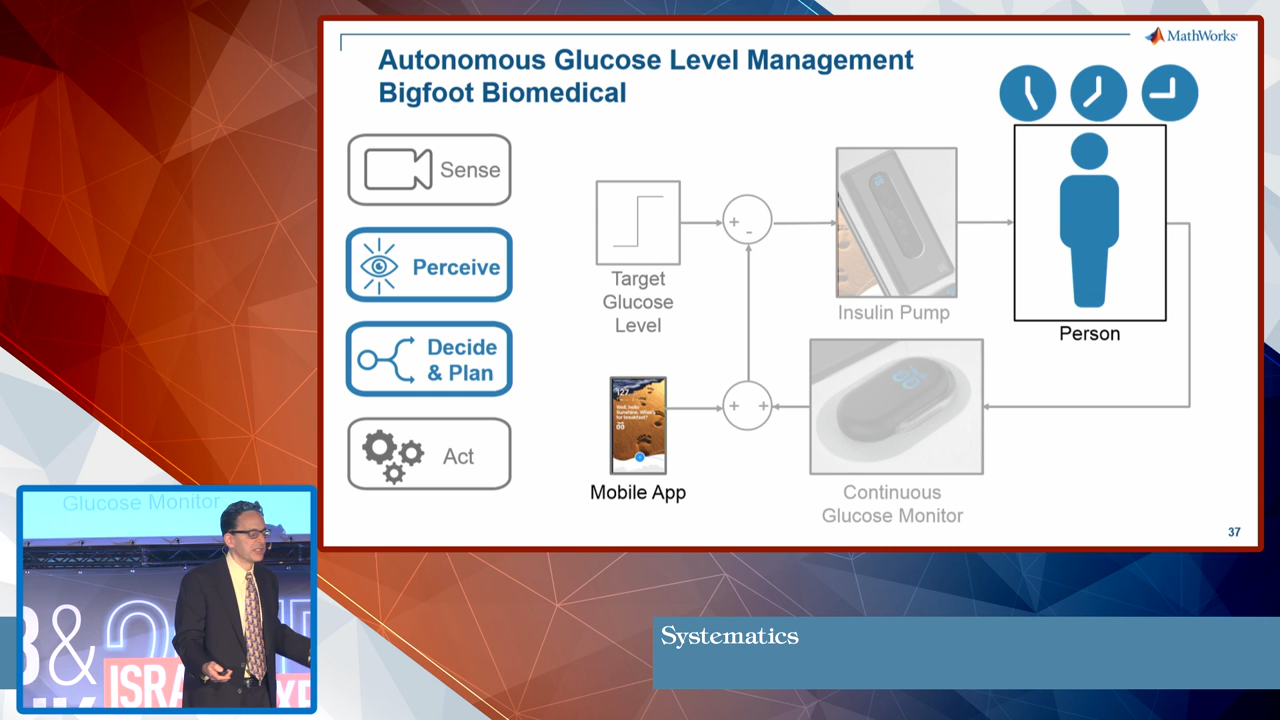 MathWorks
Autonomous Glucose Level Management
Bigfoot Biomedical
Sense
Perceive
Decide
& Plan
Act
Target
Glucose
Level
+
-
Insulin Pump
Person
Mobile App
+ +
Continuous
Glucose Monitor
37
Glucose Monitor
&
ISRA
Systematics